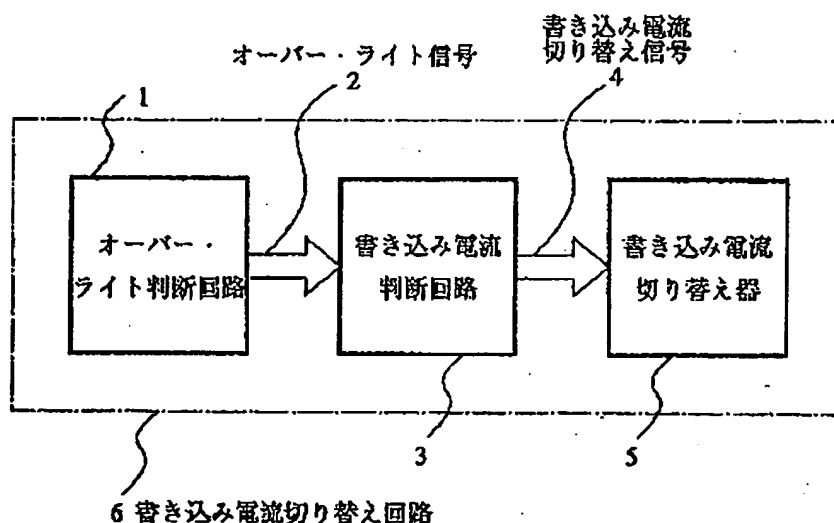 オーバー・ライト信号
2
書き込み電流
切り替え信号
4
1
オーバー・
ライト判断回路
書き込み電流
判断回路
書き込み電流
切り替え器
3
5
6 書き込み電流切り替え回路